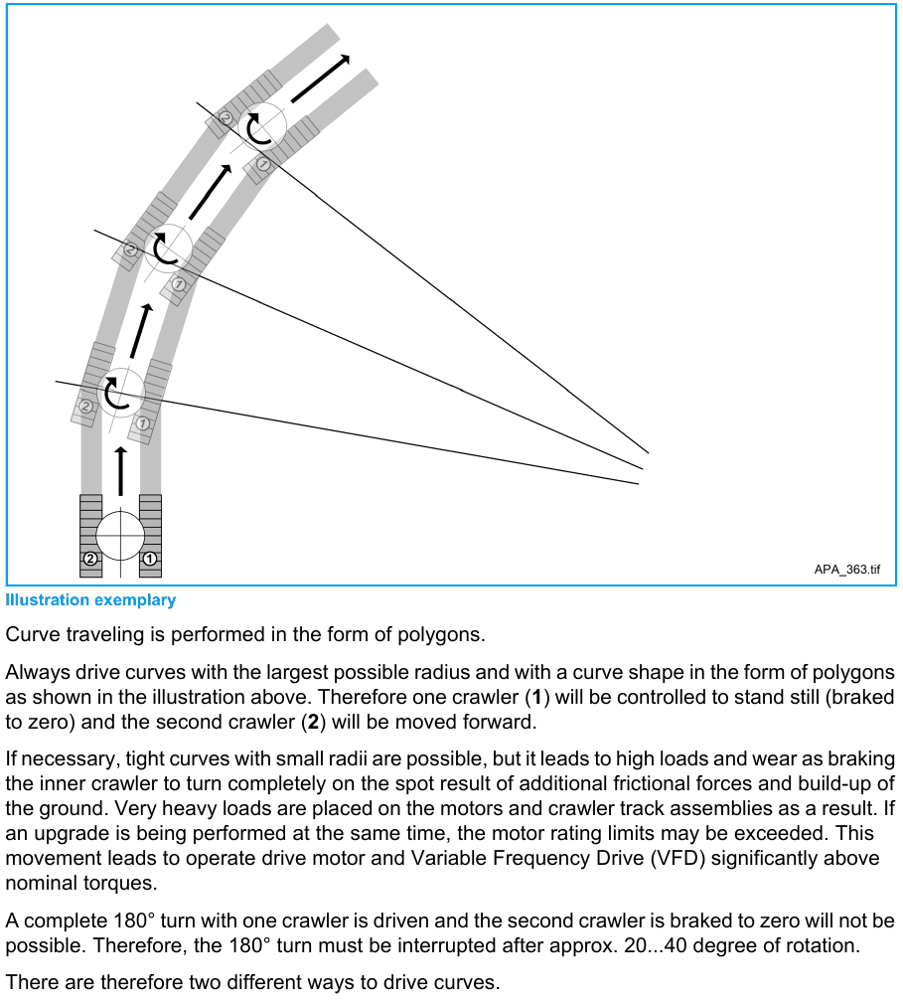 2
1
2
1
2
1
2
1
APA_363.tif
Illustration exemplary
Curve traveling is performed in the form of polygons.
Always drive curves with the largest possible radius and with a curve shape in the form of polygons
as shown in the illustration above. Therefore one crawler (1) will be controlled to stand still (braked
to zero) and the second crawler (2) will be moved forward.
If necessary, tight curves with small radii are possible, but it leads to high loads and wear as braking
the inner crawler to turn completely on the spot result of additional frictional forces and build-up of
the ground. Very heavy loads are placed on the motors and crawler track assemblies as a result. If
an upgrade is being performed at the same time, the motor rating limits may be exceeded. This
movement leads to operate drive motor and Variable Frequency Drive (VFD) significantly above
nominal torques.
A complete 180° turn with one crawler is driven and the second crawler is braked to zero will not be
possible. Therefore, the 180° turn must be interrupted after approx. 20...40 degree of rotation.
There are therefore two different ways to drive curves.